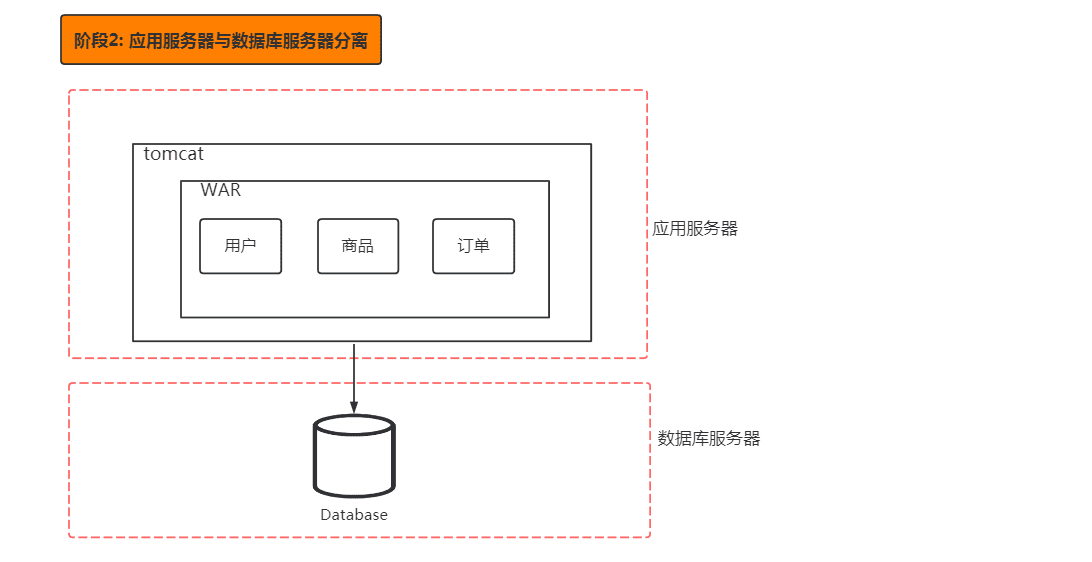 阶段2: 应用服务器与数据库服务器分离
tomcat
WAR
用户
商品
订单
应用服务器
数据库服务器
Database